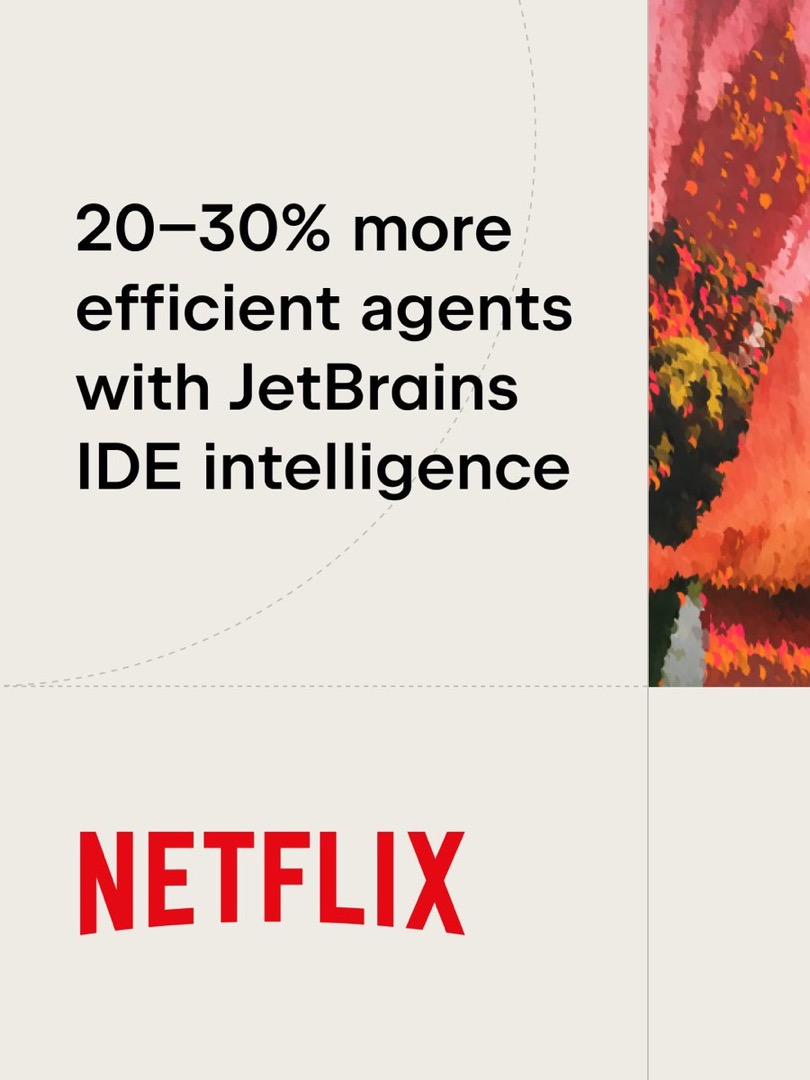 20–30% more
efficient agents
with JetBrains
IDE intelligence
NETFLIX